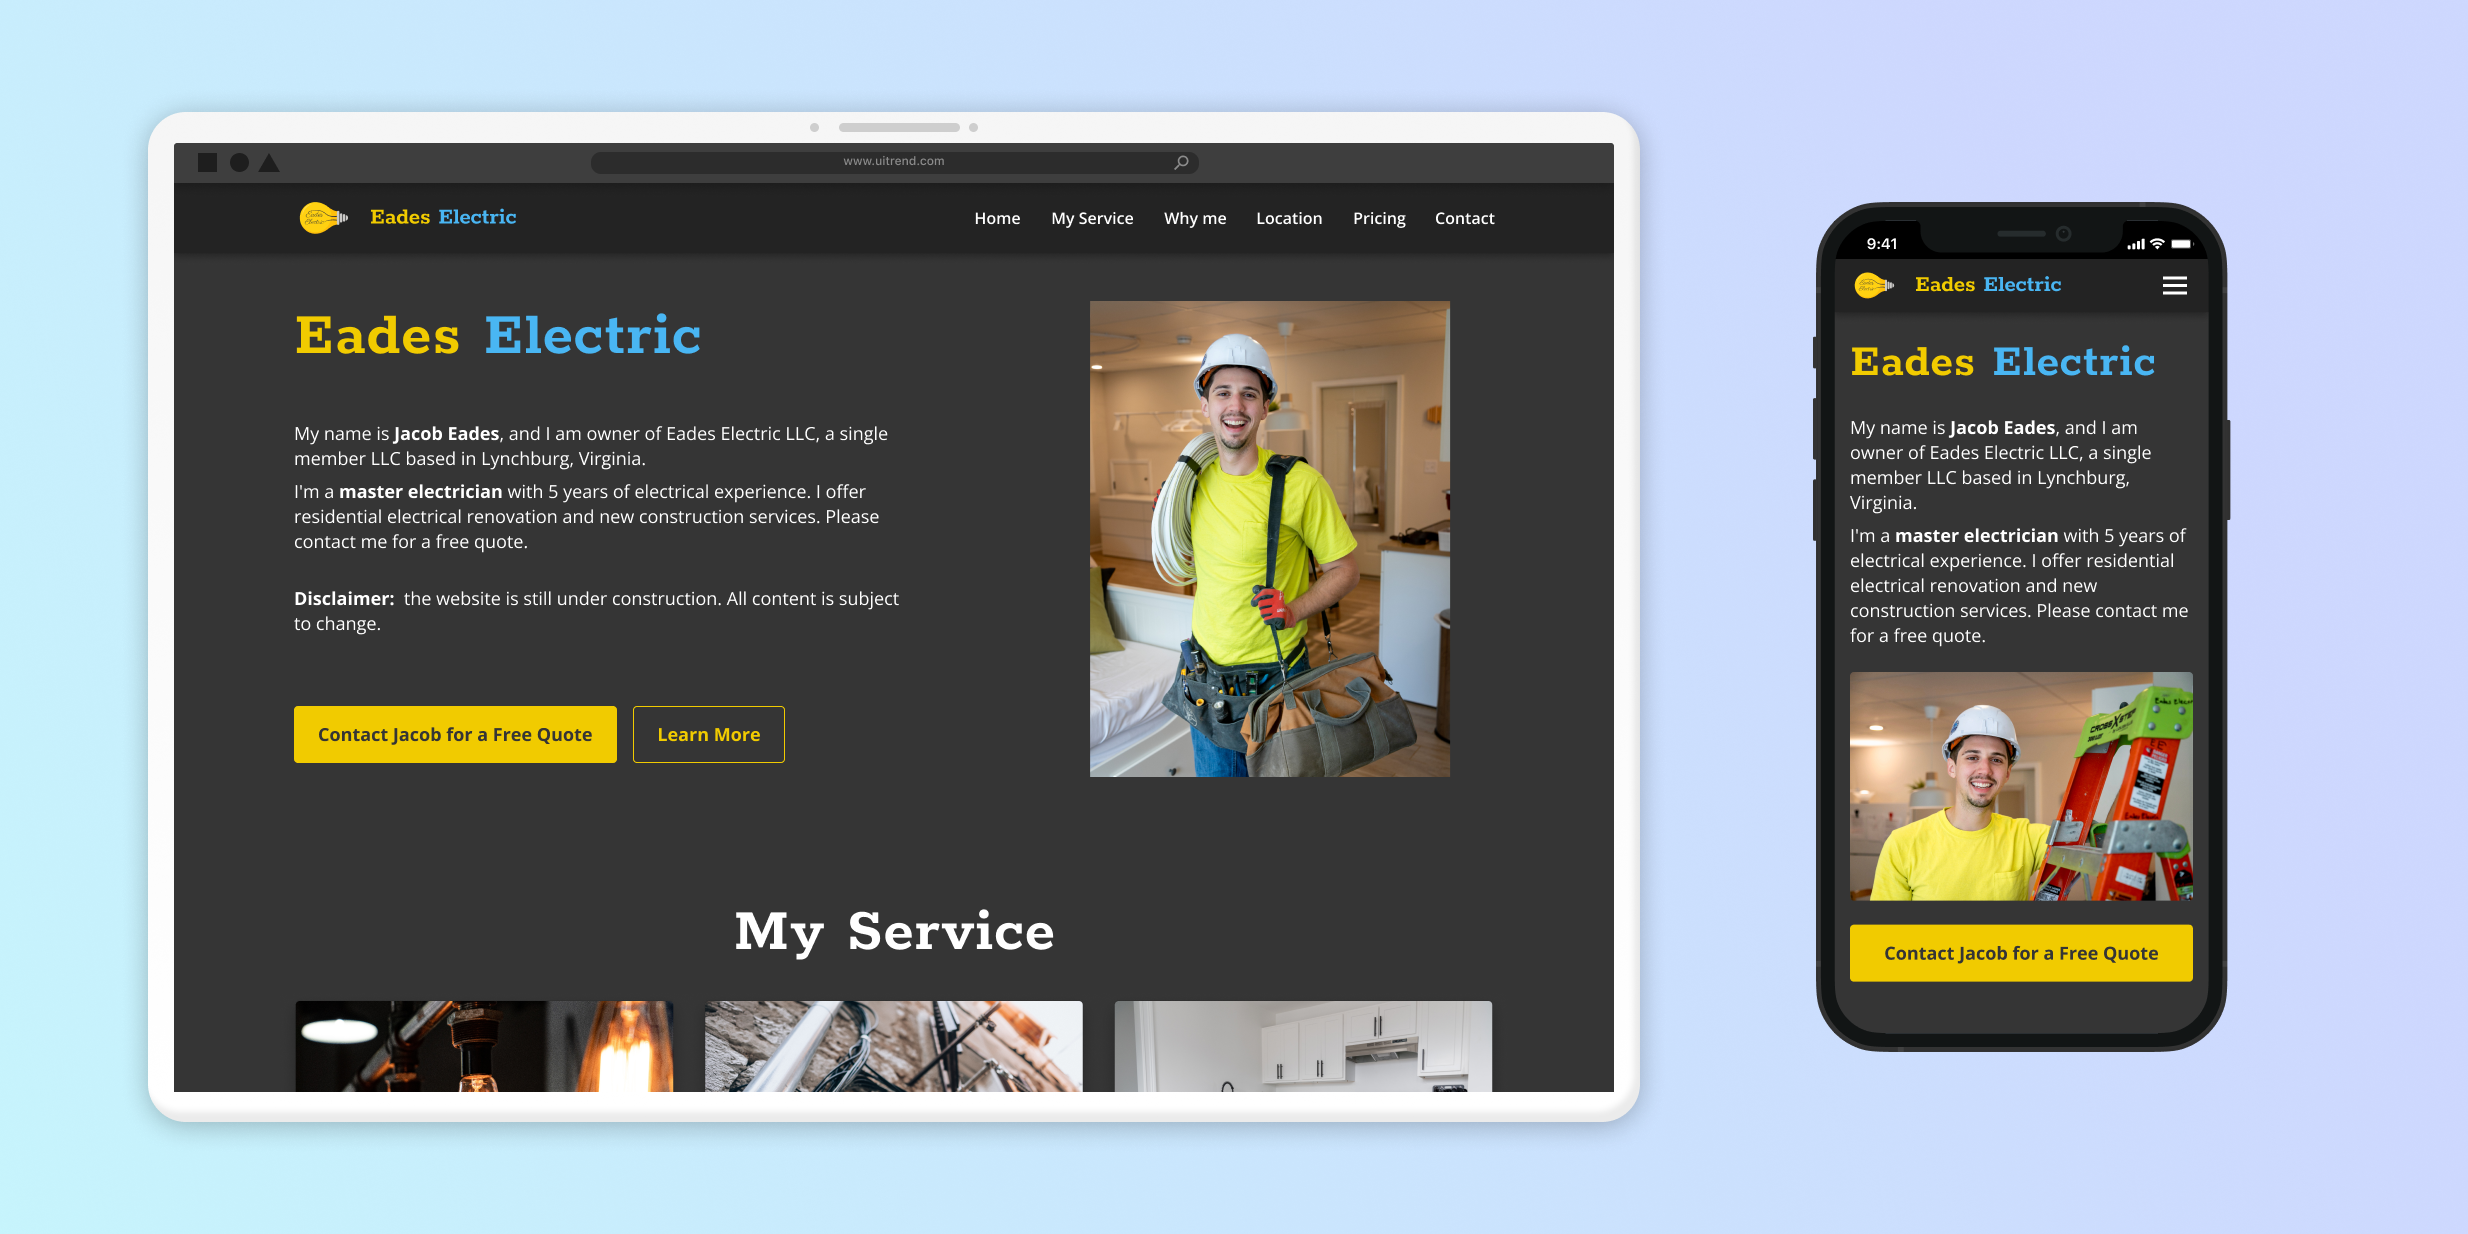 www.uitrend.com
Eades Electric
Home My Service Why me Location Pricing Contact
Eades Electric
My name is Jacob Eades, and I am owner of Eades Electric LLC, a single
member LLC based in Lynchburg, Virginia.
I'm a master electrician with 5 years of electrical experience. I offer
residential electrical renovation and new construction services. Please
contact me for a free quote.
Disclaimer: the website is still under construction. All content is subject
to change.
Contact Jacob for a Free Quote
Learn More
My Service
9:41
Eades Electric
Eades Electric
My name is Jacob Eades, and I am
owner of Eades Electric LLC, a single
member LLC based in Lynchburg,
Virginia.
I'm a master electrician with 5 years of
electrical experience. I offer residential
electrical renovation and new
construction services. Please contact me
for a free quote.
Contact Jacob for a Free Quote